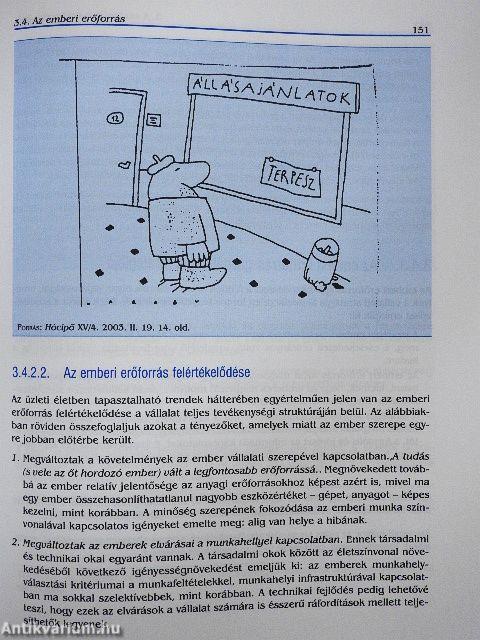 3.4. Az emberi erőforrás
151
ÁLLÁSAJÁNLATOK
12
TERPESZ
FORRÁS: Hócipő XV/4. 2003. II. 19. 14. old.
3.4.2.2. Az emberi erőforrás felértékelődése
Az üzleti életben tapasztalható trendek hátterében egyértelműen jelen van az emberi
erőforrás felértékelődése a vállalat teljes tevékenységi struktúráján belül. Az alábbiak-
ban röviden összefoglaljuk azokat a tényezőket, amelyek miatt az ember szerepe egy-
re jobban előtérbe került.
1. Megváltoztak a követelmények az ember vállalati szerepével kapcsolatban. „A tudás
(s vele az őt hordozó ember) vált a legfontosabb erőforrássá.. Megnövekedett továb-
bá az ember relatív jelentősége az anyagi erőforrásokhoz képest azért is, mivel ma
egy ember összehasonlíthatatlanul nagyobb eszközértéket – gépet, anyagot – képes
kezelni, mint korábban. A minőség szerepének fokozódása az emberi munka szín-
vonalával kapcsolatos igényeket emelte meg: alig van helye a hibának.
2. Megváltoztak az emberek elvárásai a munkahellyel kapcsolatban. Ennek társadalmi
és technikai okai egyaránt vannak. A társadalmi okok között az életszínvonal növe-
kedéséből következő igényességnövekedést emeljük ki: az emberek munkahely-
választási kritériumai a munkafeltételekkel, munkahelyi infrastruktúrával kapcsolat-
ban ma sokkal szelektívebbek, mint korábban. A technikai fejlődés pedig lehetővé
teszi, hogy ezek az elvárások a vállalat számára is ésszerű ráfordítások mellett telje-
síthetők legyenek.
Antikvarium.hu